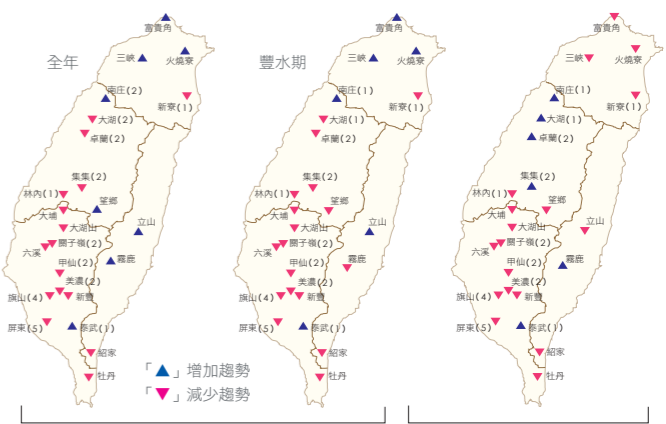 富貴角
三峽
火燒寮
全年
南庄(2)
新寮(1)
大湖(2)
卓蘭(2)
集集(2)
林內(1)
望鄉
大埔
立山
大湖山
關子嶺(2)
六溪
甲仙(2)
霧鹿
美濃(2)
旗山(4)
新豐
屏東(5)
泰武(1)
紹家
牡丹
富貴角
三峽
火燒寮
豐水期
南庄(1)
新寮(1)
大湖(1)
卓蘭(2)
集集(2)
林內(1)
望鄉
大埔
立山
大湖山
關子嶺(2)
六溪
甲仙(2)
霧鹿
美濃(2)
旗山(4)
新豐
屏東(5)
泰武(1)
紹家
牡丹
富貴角
三峽
火燒寮
南庄(1)
新寮(1)
大湖(1)
卓蘭(2)
集集(2)
林內(1)
望鄉
大埔
立山
大湖山
關子嶺(2)
六溪
甲仙(2)
霧鹿
美濃(2)
旗山(4)
新豐
屏東(5)
泰武(1)
紹家
牡丹
「▲」增加趨勢
「▼」減少趨勢